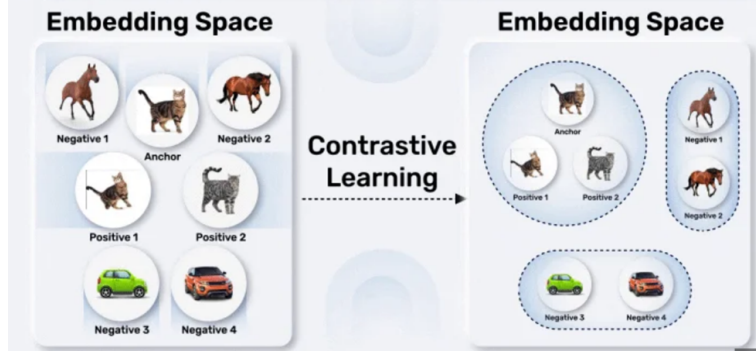 Embedding Space
Embedding Space
Negative 1
Anchor
Negative 2
Positive 1
Positive 2
Negative 3
Negative 4
Contrastive
Learning
Anchor
Positive 1
Positive 2
Negative 1
Negative 2
Negative 3
Negative 4